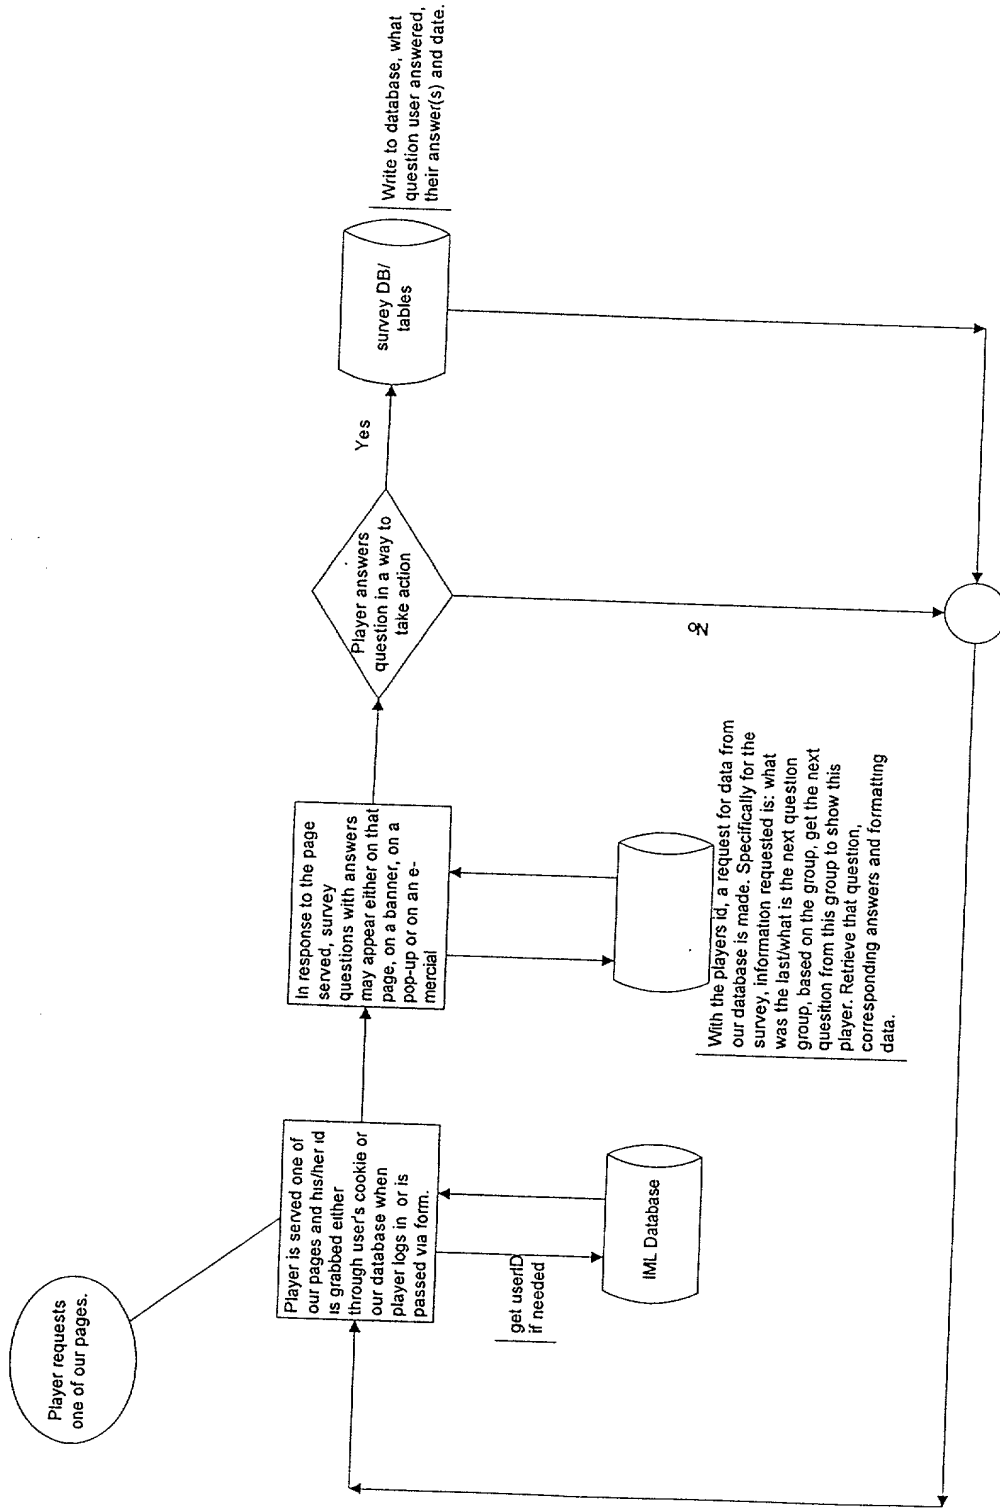 Player requests
one of our pages.
Player is served one of
our pages and his/her id
is grabbed either
through user's cookie or
our database when
player logs in or is
passed via form.
get userID
if needed
IML Database
In response to the page
served, survey
questions with answers
may appear either on that
page, on a banner, on a
pop-up or on an e-
mercial
With the players id, a request for data from
our database is made. Specifically for the
survey, information requested is: what
was the last/what is the next question
group, based on the group, get the next
quesition from this group to show this
player. Retrieve that question,
corresponding answers and formatting
data.
Player answers
question in a way to
take action
Yes
No
survey DB/
tables
Write to database, what
question user answered,
their answer(s) and date.